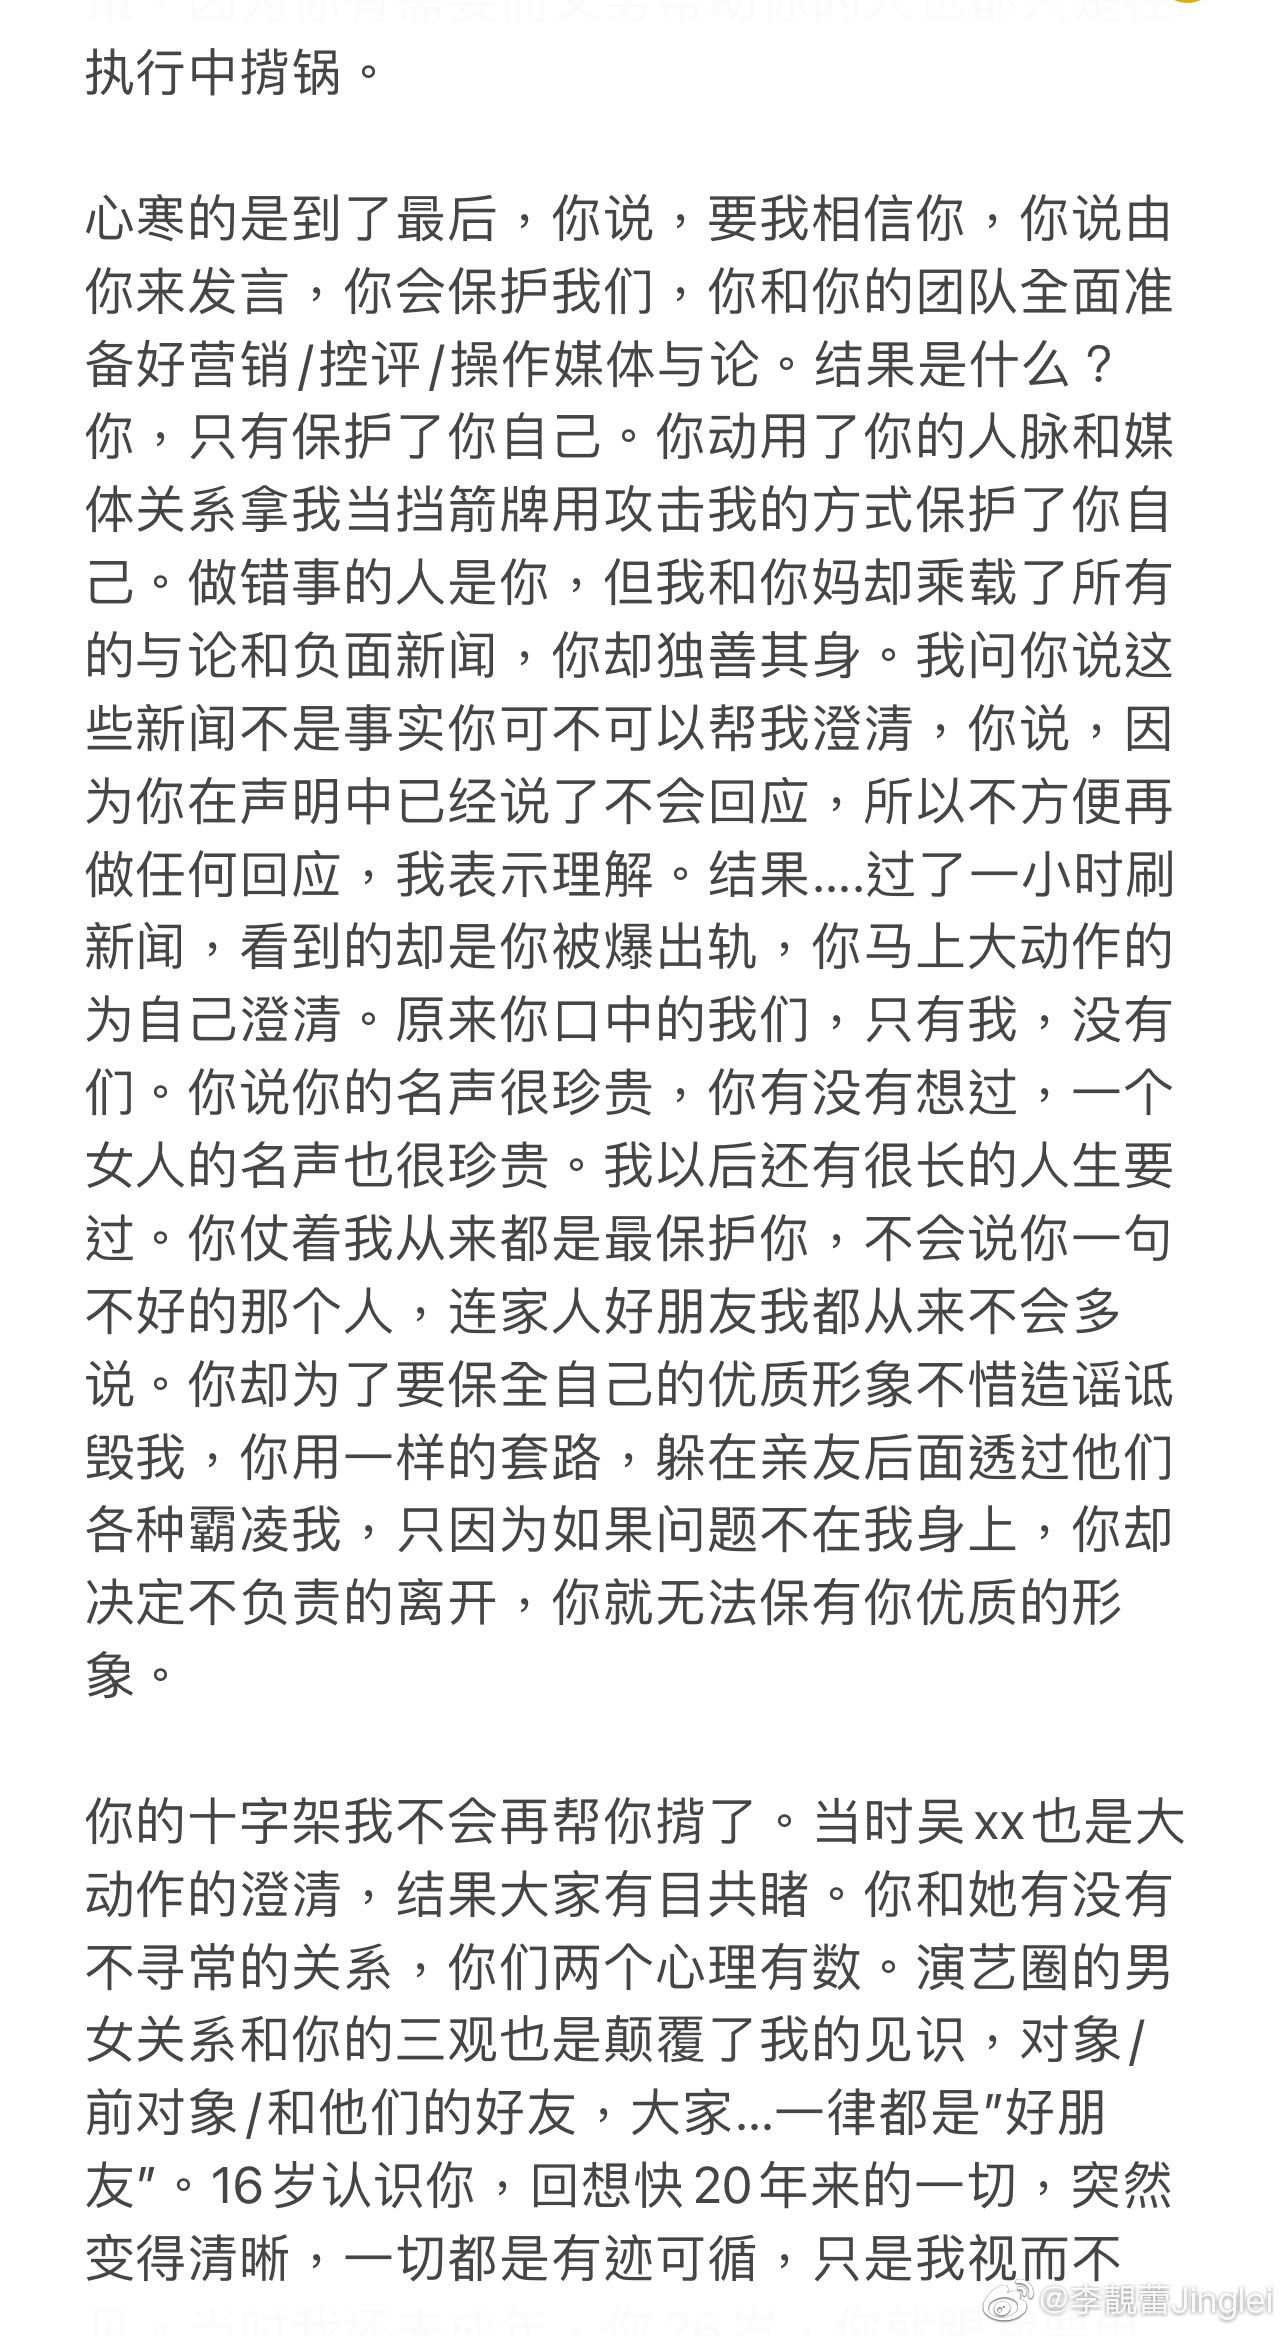 执行中揹锅。
心寒的是到了最后，你说，要我相信你，你说由
你来发言，你会保护我们，你和你的团队全面准
备好营销/控评/操作媒体与论。结果是什么？
你，只有保护了你自己。你动用了你的人脉和媒
体关系拿我当挡箭牌用攻击我的方式保护了你自
己。做错事的人是你，但我和你妈却乘载了所有
的与论和负面新闻，你却独善其身。我问你说这
些新闻不是事实你可不可以帮我澄清，你说，因
为你在声明中已经说了不会回应，所以不方便再
做任何回应，我表示理解。结果....过了一小时刷
新闻，看到的却是你被爆出轨，你马上大动作的
为自己澄清。原来你口中的我们，只有我，没有
们。你说你的名声很珍贵，你有没有想过，一个
女人的名声也很珍贵。我以后还有很长的人生要
过。你仗着我从来都是最保护你，不会说你一句
不好的那个人，连家人好朋友我都从来不会多
说。你却为了要保全自己的优质形象不惜造谣诋
毁我，你用一样的套路，躲在亲友后面透过他们
各种霸凌我，只因为如果问题不在我身上，你却
决定不负责的离开，你就无法保有你优质的形
象。
你的十字架我不会再帮你揹了。当时吴xx也是大
动作的澄清，结果大家有目共睹。你和她有没有
不寻常的关系，你们两个心理有数。演艺圈的男
女关系和你的三观也是颠覆了我的见识，对象/
前对象/和他们的好友，大家...一律都是"好朋
友"。16岁认识你，回想快20年来的一切，突然
变得清晰，一切都是有迹可循，只是我视而不
@李靚蕾Jinglei